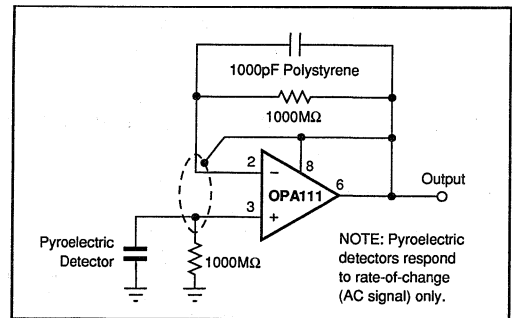 1000pF Polystyrene
1000MΩ
2
−
8
OPA111
6
Output
3
+
Pyroelectric
Detector
1000MΩ
NOTE: Pyroelectric
detectors respond
to rate-of-change
(AC signal) only.